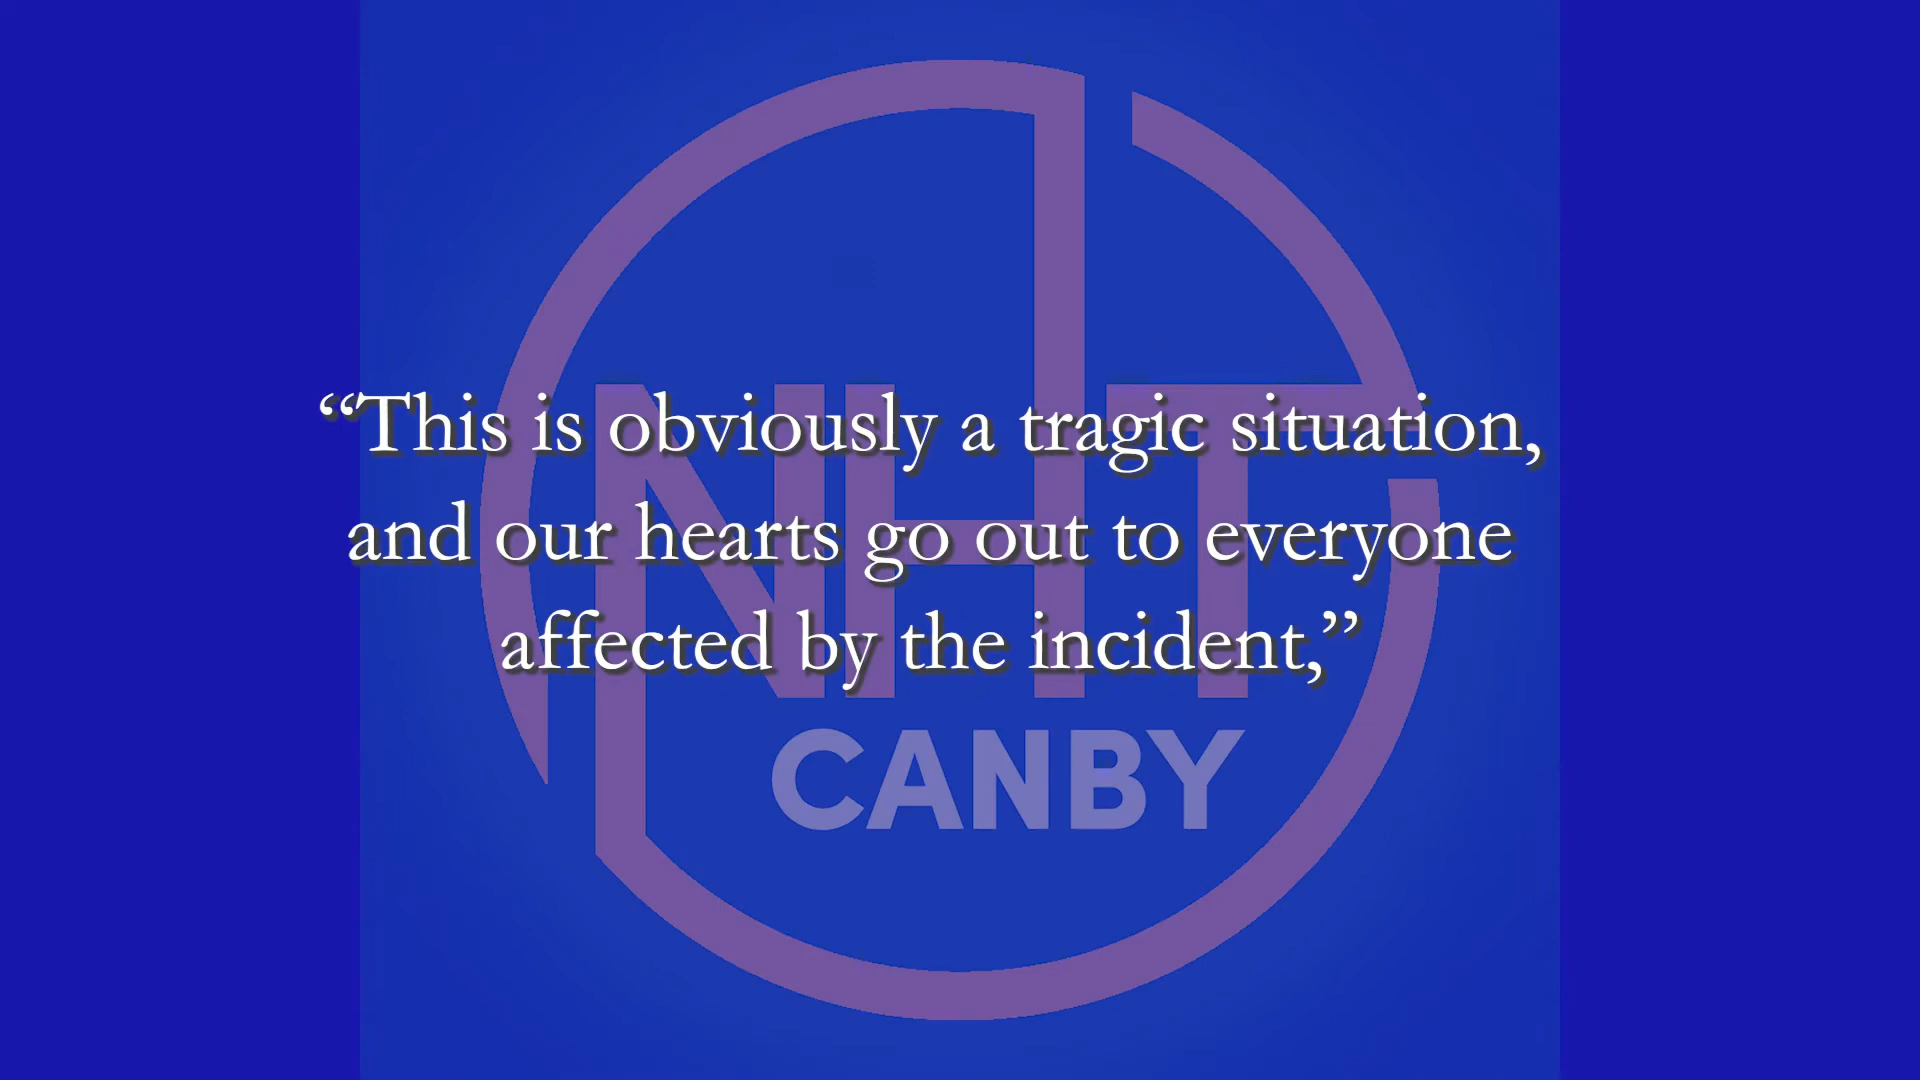 “This is obviously a tragic situation,
and our hearts go out to everyone
affected by the incident,”
NHT
CANBY